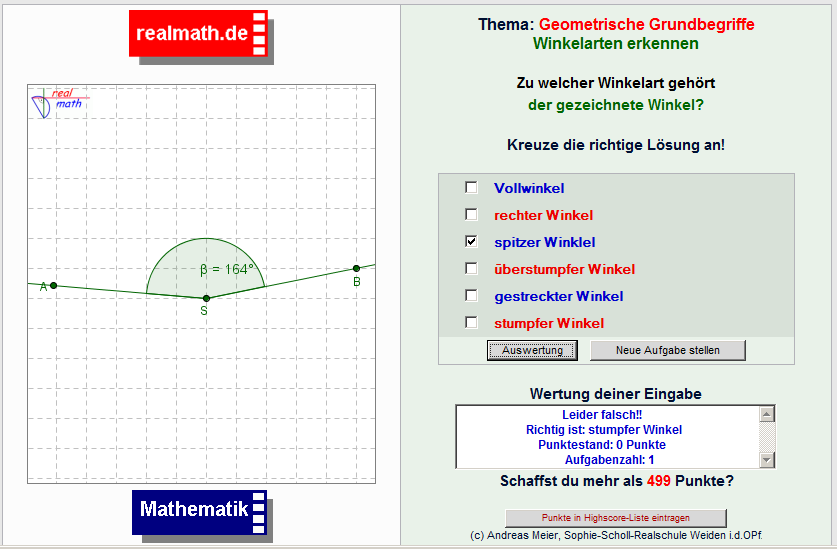 realmath.de
real
math
β = 164°
A
S
B
Mathematik
Thema: Geometrische Grundbegriffe
Winkelarten erkennen
Zu welcher Winkelart gehört
der gezeichnete Winkel?
Kreuze die richtige Lösung an!
Vollwinkel
rechter Winkel
spitzer Winklel
überstumpfer Winkel
gestreckter Winkel
stumpfer Winkel
Auswertung
Neue Aufgabe stellen
Wertung deiner Eingabe
Leider falsch!!
Richtig ist: stumpfer Winkel
Punktestand: 0 Punkte
Aufgabenzahl: 1
Schaffst du mehr als 499 Punkte?
Punkte in Highscore-Liste eintragen
(c) Andreas Meier, Sophie-Scholl-Realschule Weiden i.d.OPf.